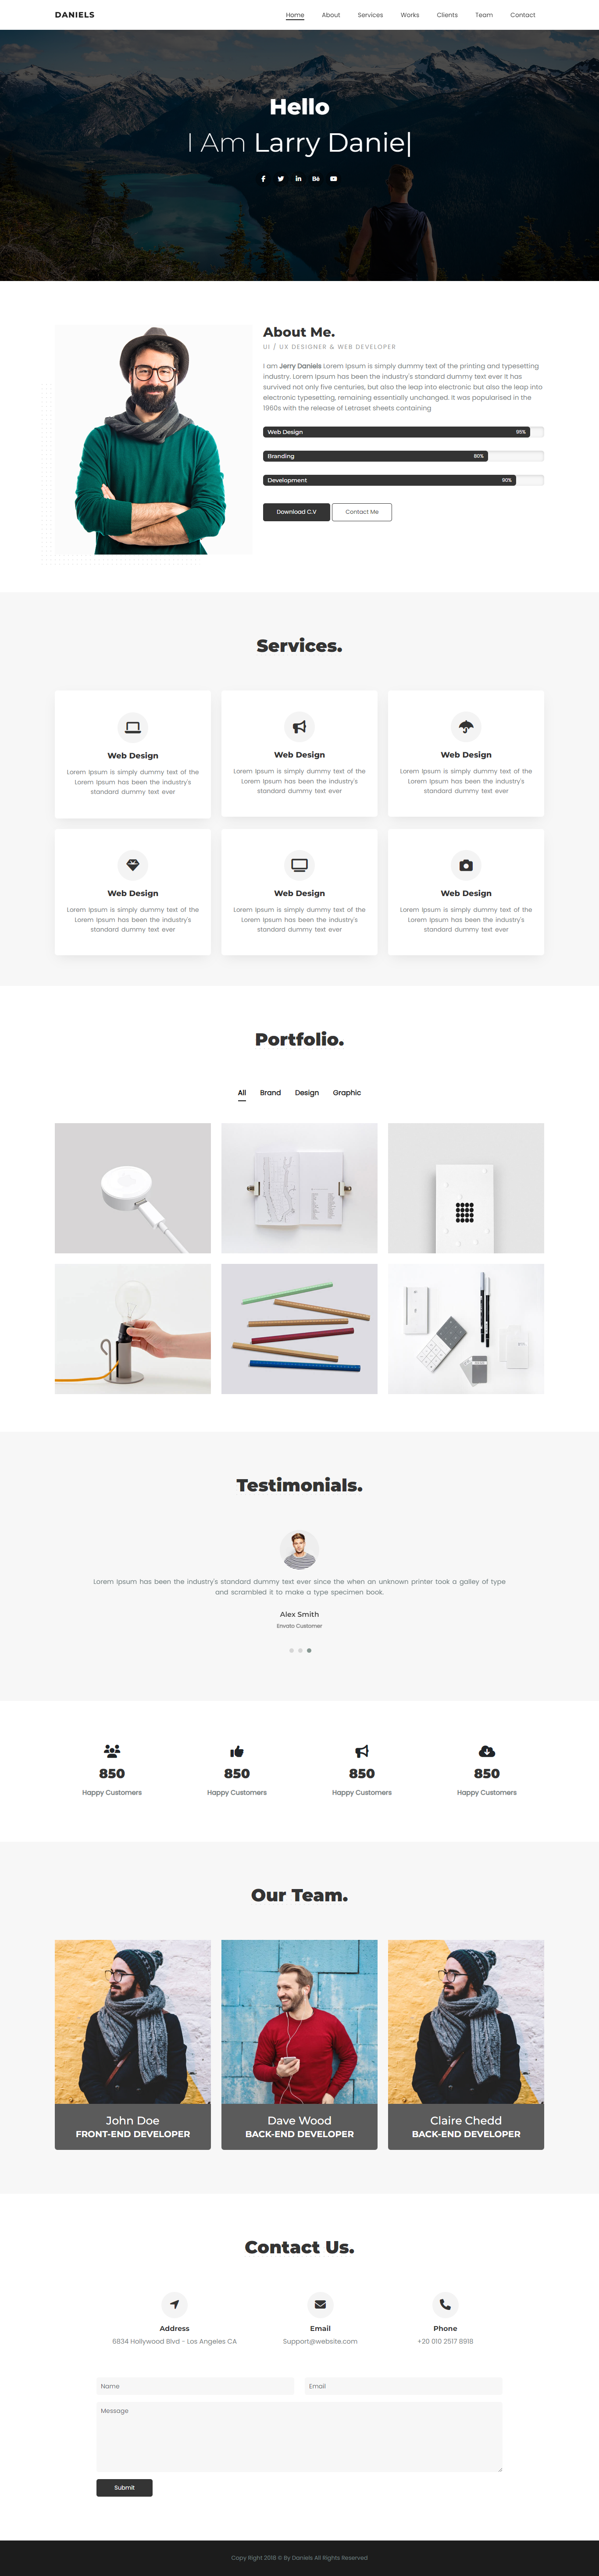 DANIELS
Home About Services Works Clients Team Contact
Hello
I Am Larry Danie|
Bē
About Me.
UI / UX DESIGNER & WEB DEVELOPER
I am Jerry Daniels Lorem Ipsum is simply dummy text of the printing and typesetting
industry. Lorem Ipsum has been the industry's standard dummy text ever It has
survived not only five centuries, but also the leap into electronic but also the leap into
electronic typesetting, remaining essentially unchanged. It was popularised in the
1960s with the release of Letraset sheets containing
Web Design 95%
Branding 80%
Development 90%
Download C.V Contact Me
Services.
Web Design
Lorem Ipsum is simply dummy text of the
Lorem Ipsum has been the industry's
standard dummy text ever
Web Design
Lorem Ipsum is simply dummy text of the
Lorem Ipsum has been the industry's
standard dummy text ever
Web Design
Lorem Ipsum is simply dummy text of the
Lorem Ipsum has been the industry's
standard dummy text ever
Web Design
Lorem Ipsum is simply dummy text of the
Lorem Ipsum has been the industry's
standard dummy text ever
Web Design
Lorem Ipsum is simply dummy text of the
Lorem Ipsum has been the industry's
standard dummy text ever
Web Design
Lorem Ipsum is simply dummy text of the
Lorem Ipsum has been the industry's
standard dummy text ever
Portfolio.
All Brand Design Graphic
Testimonials.
Lorem Ipsum has been the industry's standard dummy text ever since the when an unknown printer took a galley of type
and scrambled it to make a type specimen book.
Alex Smith
Envato Customer
850 850 850 850
Happy Customers Happy Customers Happy Customers Happy Customers
Our Team.
John Doe
FRONT-END DEVELOPER
Dave Wood
BACK-END DEVELOPER
Claire Chedd
BACK-END DEVELOPER
Contact Us.
Address
6834 Hollywood Blvd - Los Angeles CA
Email
Support@website.com
Phone
+20 010 2517 8918
Name Email
Message
Submit
Copy Right 2018 © By Daniels All Rights Reserved